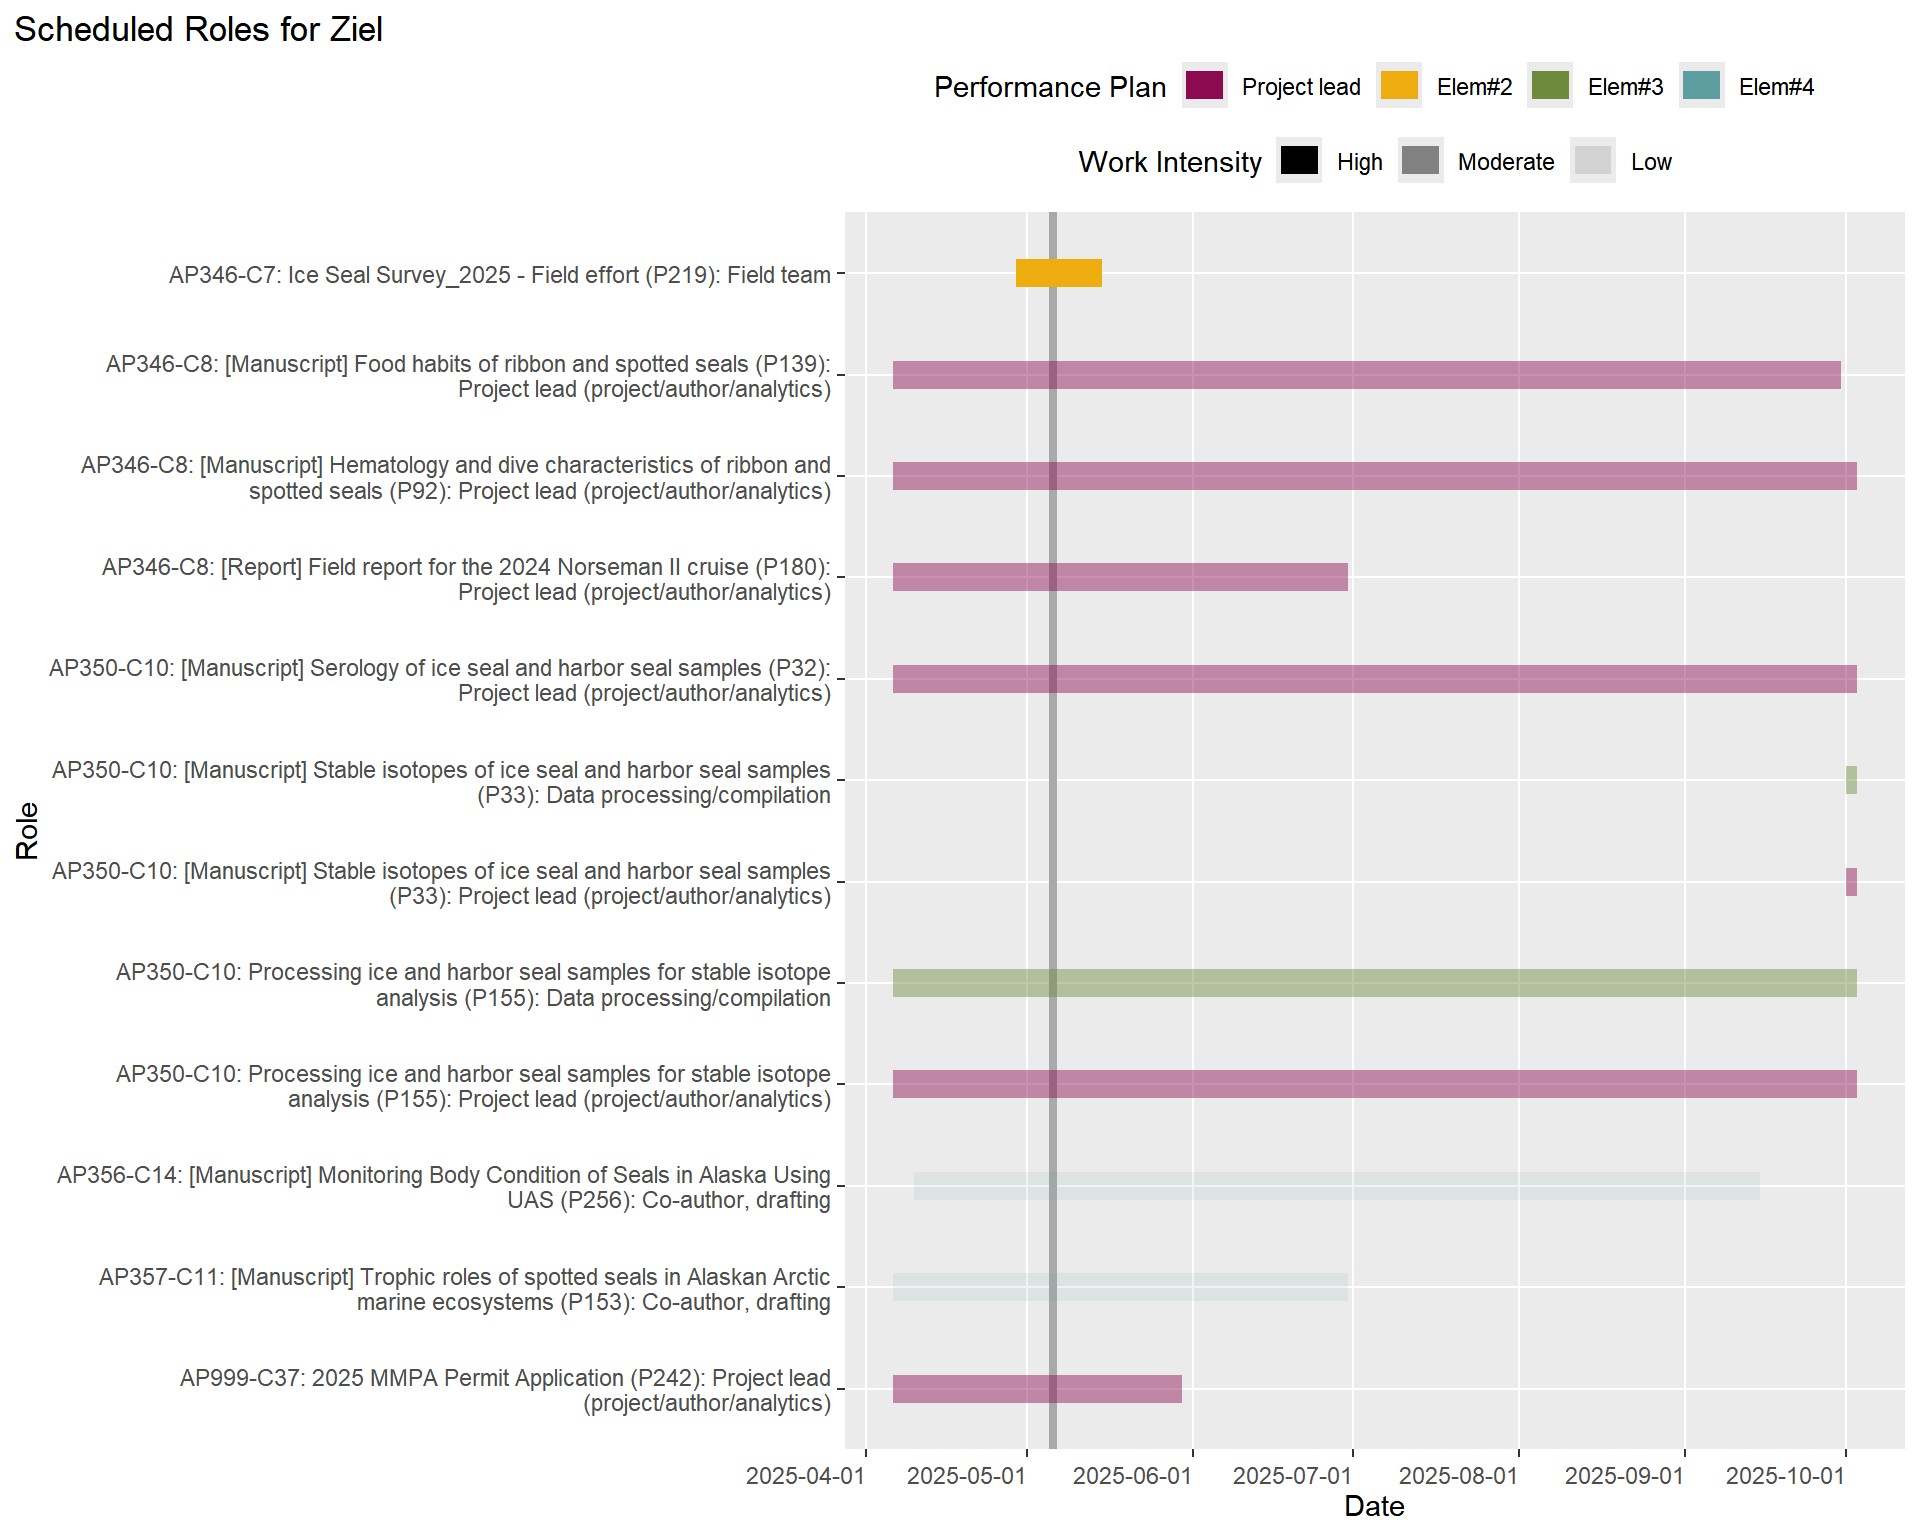 Scheduled Roles for Ziel
Performance Plan Project lead Elem#2 Elem#3 Elem#4
Work Intensity High Moderate Low
AP346-C7: Ice Seal Survey_2025 - Field effort (P219): Field team
AP346-C8: [Manuscript] Food habits of ribbon and spotted seals (P139):
Project lead (project/author/analytics)
AP346-C8: [Manuscript] Hematology and dive characteristics of ribbon and
spotted seals (P92): Project lead (project/author/analytics)
AP346-C8: [Report] Field report for the 2024 Norseman II cruise (P180):
Project lead (project/author/analytics)
AP350-C10: [Manuscript] Serology of ice seal and harbor seal samples (P32):
Project lead (project/author/analytics)
AP350-C10: [Manuscript] Stable isotopes of ice seal and harbor seal samples
(P33): Data processing/compilation
AP350-C10: [Manuscript] Stable isotopes of ice seal and harbor seal samples
(P33): Project lead (project/author/analytics)
AP350-C10: Processing ice and harbor seal samples for stable isotope
analysis (P155): Data processing/compilation
AP350-C10: Processing ice and harbor seal samples for stable isotope
analysis (P155): Project lead (project/author/analytics)
AP356-C14: [Manuscript] Monitoring Body Condition of Seals in Alaska Using
UAS (P256): Co-author, drafting
AP357-C11: [Manuscript] Trophic roles of spotted seals in Alaskan Arctic
marine ecosystems (P153): Co-author, drafting
AP999-C37: 2025 MMPA Permit Application (P242): Project lead
(project/author/analytics)
Role
2025-04-01 2025-05-01 2025-06-01 2025-07-01 2025-08-01 2025-09-01 2025-10-01
Date